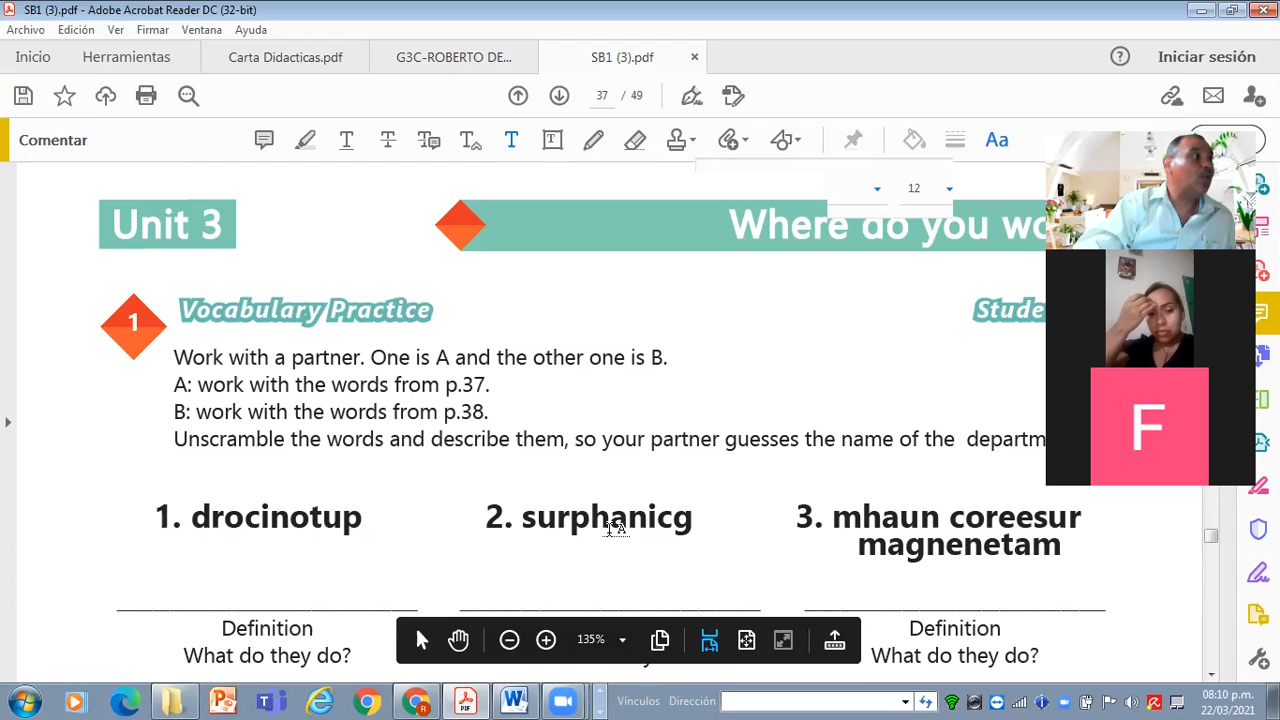 SB1 (3).pdf - Adobe Acrobat Reader DC (32-bit)
Archivo Edición Ver Firmar Ventana Ayuda
Inicio Herramientas Carta Didacticas.pdf G3C-ROBERTO DE... SB1 (3).pdf × ? Iniciar sesión
37 / 49
Comentar Aa
12
Unit 3 Where do you wo
1 Vocabulary Practice Stude
Work with a partner. One is A and the other one is B.
A: work with the words from p.37.
B: work with the words from p.38.
Unscramble the words and describe them, so your partner guesses the name of the departm
F
1. drocinotup 2. surphanicg 3. mhaun coreesur
magnenetam
Definition Definition
What do they do? What do they do?
135%
Vínculos Dirección 08:10 p.m.
22/03/2021